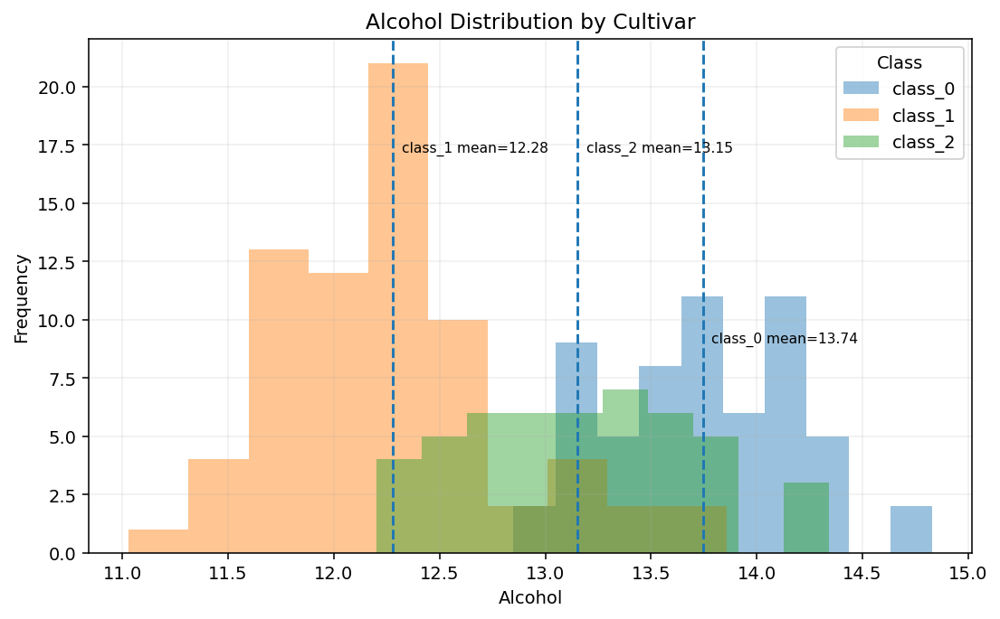 Alcohol Distribution by Cultivar
Frequency
20.0
17.5
15.0
12.5
10.0
7.5
5.0
2.5
0.0
Class
class_0
class_1
class_2
class_1 mean=12.28
class_2 mean=13.15
class_0 mean=13.74
11.0
11.5
12.0
12.5
13.0
13.5
14.0
14.5
15.0
Alcohol